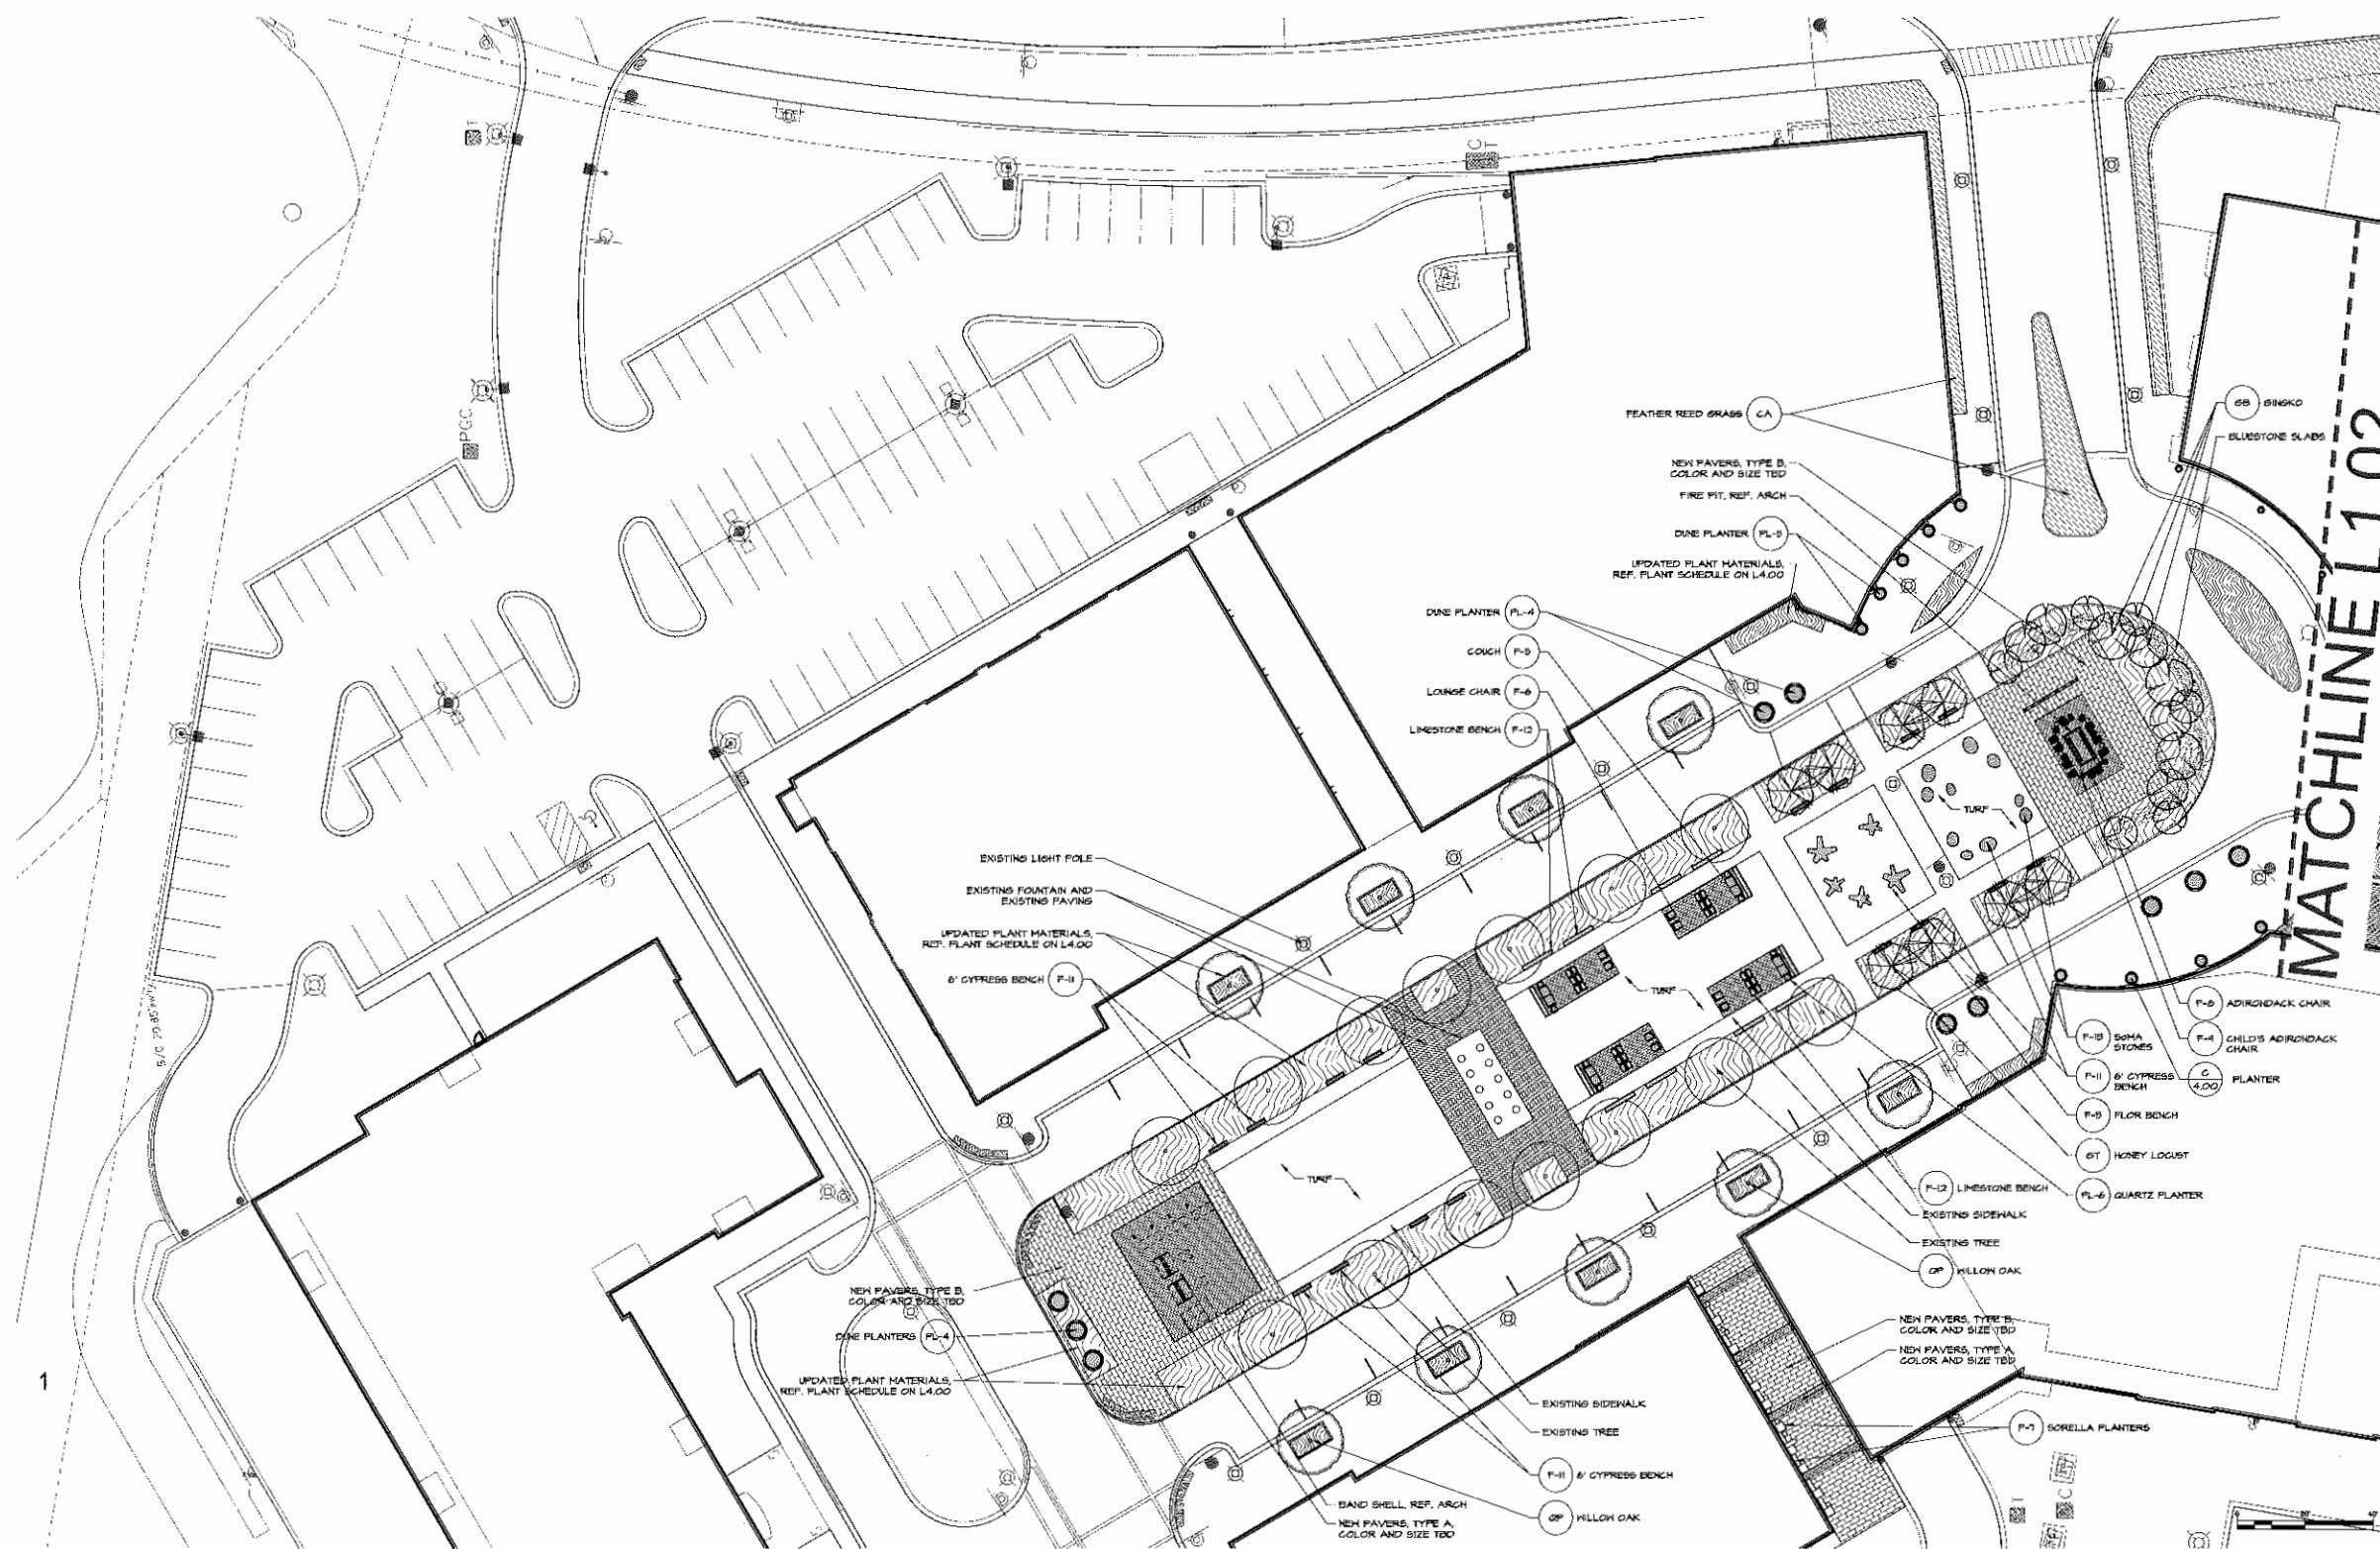 T
C
T
PGC
FEATHER REED GRASS CA
GB GINGKO
BLUESTONE SLABS
NEW PAVERS, TYPE B,
COLOR AND SIZE TBD
FIRE PIT, REF. ARCH
DUNE PLANTER PL-5
UPDATED PLANT MATERIALS,
REF. PLANT SCHEDULE ON L4.00
DUNE PLANTER PL-4
COUCH F-5
LOUNGE CHAIR F-6
LIMESTONE BENCH F-12
MATCHLINE L1.02
TURF
EXISTING LIGHT POLE
EXISTING FOUNTAIN AND
EXISTING PAVING
UPDATED PLANT MATERIALS,
REF. PLANT SCHEDULE ON L4.00
6' CYPRESS BENCH F-11
TURF
TURF
ADIRONDACK CHAIR
F-4 CHILD'S ADIRONDACK
CHAIR
C
4.00 PLANTER
SOMA
STONES
F-11 6' CYPRESS
BENCH
FLOR BENCH
GT HONEY LOCUST
PL-6 QUARTZ PLANTER
F-12 LIMESTONE BENCH
EXISTING SIDEWALK
EXISTING TREE
QP WILLOW OAK
NEW PAVERS, TYPE B,
COLOR AND SIZE TBD
DUNE PLANTERS PL-4
UPDATED PLANT MATERIALS,
REF. PLANT SCHEDULE ON L4.00
NEW PAVERS, TYPE B,
COLOR AND SIZE TBD
NEW PAVERS, TYPE A,
COLOR AND SIZE TBD
F-7 SORELLA PLANTERS
EXISTING SIDEWALK
EXISTING TREE
F-11 6' CYPRESS BENCH
QP WILLOW OAK
BAND SHELL, REF. ARCH
NEW PAVERS, TYPE A,
COLOR AND SIZE TBD
1
T
C